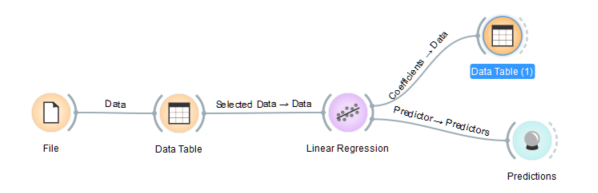 Coefficients → Data
Data Table (1)
Data
Selected Data → Data
Predictor → Predictors
File
Data Table
Linear Regression
Predictions